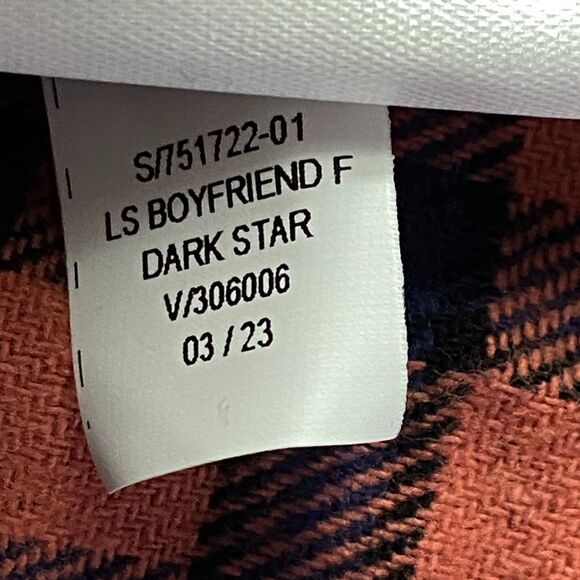 S/751722-01
LS BOYFRIEND F
DARK STAR
V/306006
03 / 23